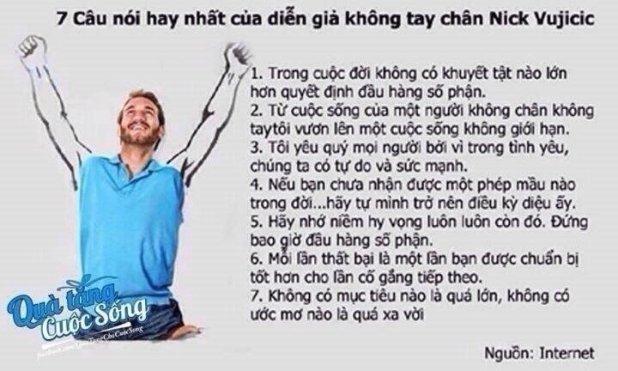 7 Câu nói hay nhất của diễn giả không tay chân Nick Vujicic
1. Trong cuộc đời không có khuyết tật nào lớn
hơn quyết định đầu hàng số phận.
2. Từ cuộc sống của một người không chân không
taytôi vươn lên một cuộc sống không giới hạn.
3. Tôi yêu quý mọi người bởi vì trong tình yêu,
chúng ta có tự do và sức mạnh.
4. Nếu bạn chưa nhận được một phép mầu nào
trong đời...hãy tự mình trở nên điều kỳ diệu ấy.
5. Hãy nhớ niềm hy vọng luôn luôn còn đó. Đừng
bao giờ đầu hàng số phận.
6. Mỗi lần thất bại là một lần bạn được chuẩn bị
tốt hơn cho lần cố gắng tiếp theo.
7. Không có mục tiêu nào là quá lớn, không có
ước mơ nào là quá xa vời
Quà tặng
Cuộc Sống
Nguồn: Internet